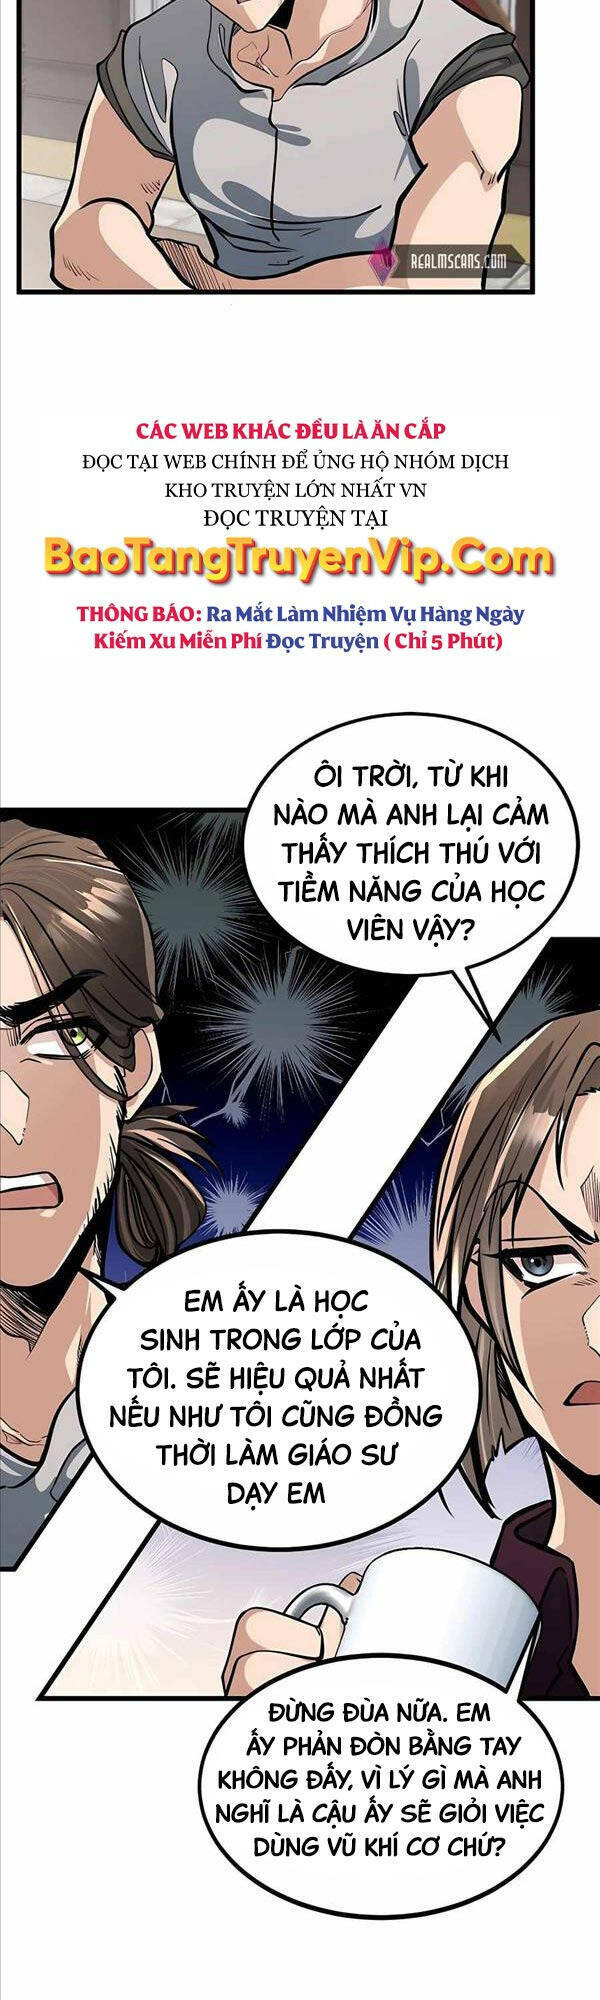 REALMSCANS.COM
CÁC WEB KHÁC ĐỀU LÀ ĂN CẮP
ĐỌC TẠI WEB CHÍNH ĐỂ ỦNG HỘ NHÓM DỊCH
KHO TRUYỆN LỚN NHẤT VN
ĐỌC TRUYỆN TẠI
BaoTangTruyenVip.Com
THÔNG BÁO: Ra Mắt Làm Nhiệm Vụ Hàng Ngày
Kiếm Xu Miễn Phí Đọc Truyện ( Chỉ 5 Phút)
ÔI TRỜI, TỪ KHI
NÀO MÀ ANH LẠI CẢM
THẤY THÍCH THÚ VỚI
TIỀM NĂNG CỦA HỌC
VIÊN VẬY?
EM ẤY LÀ HỌC
SINH TRONG LỚP CỦA
TÔI. SẼ HIỆU QUẢ NHẤT
NẾU NHƯ TÔI CŨNG ĐỒNG
THỜI LÀM GIÁO SƯ
DẠY EM
ĐỪNG ĐÙA NỮA. EM
ẤY PHẢN ĐÒN BẰNG TAY
KHÔNG ĐẤY, VÌ LÝ GÌ MÀ ANH
NGHĨ LÀ CẬU ẤY SẼ GIỎI VIỆC
DÙNG VŨ KHÍ CƠ CHỨ?